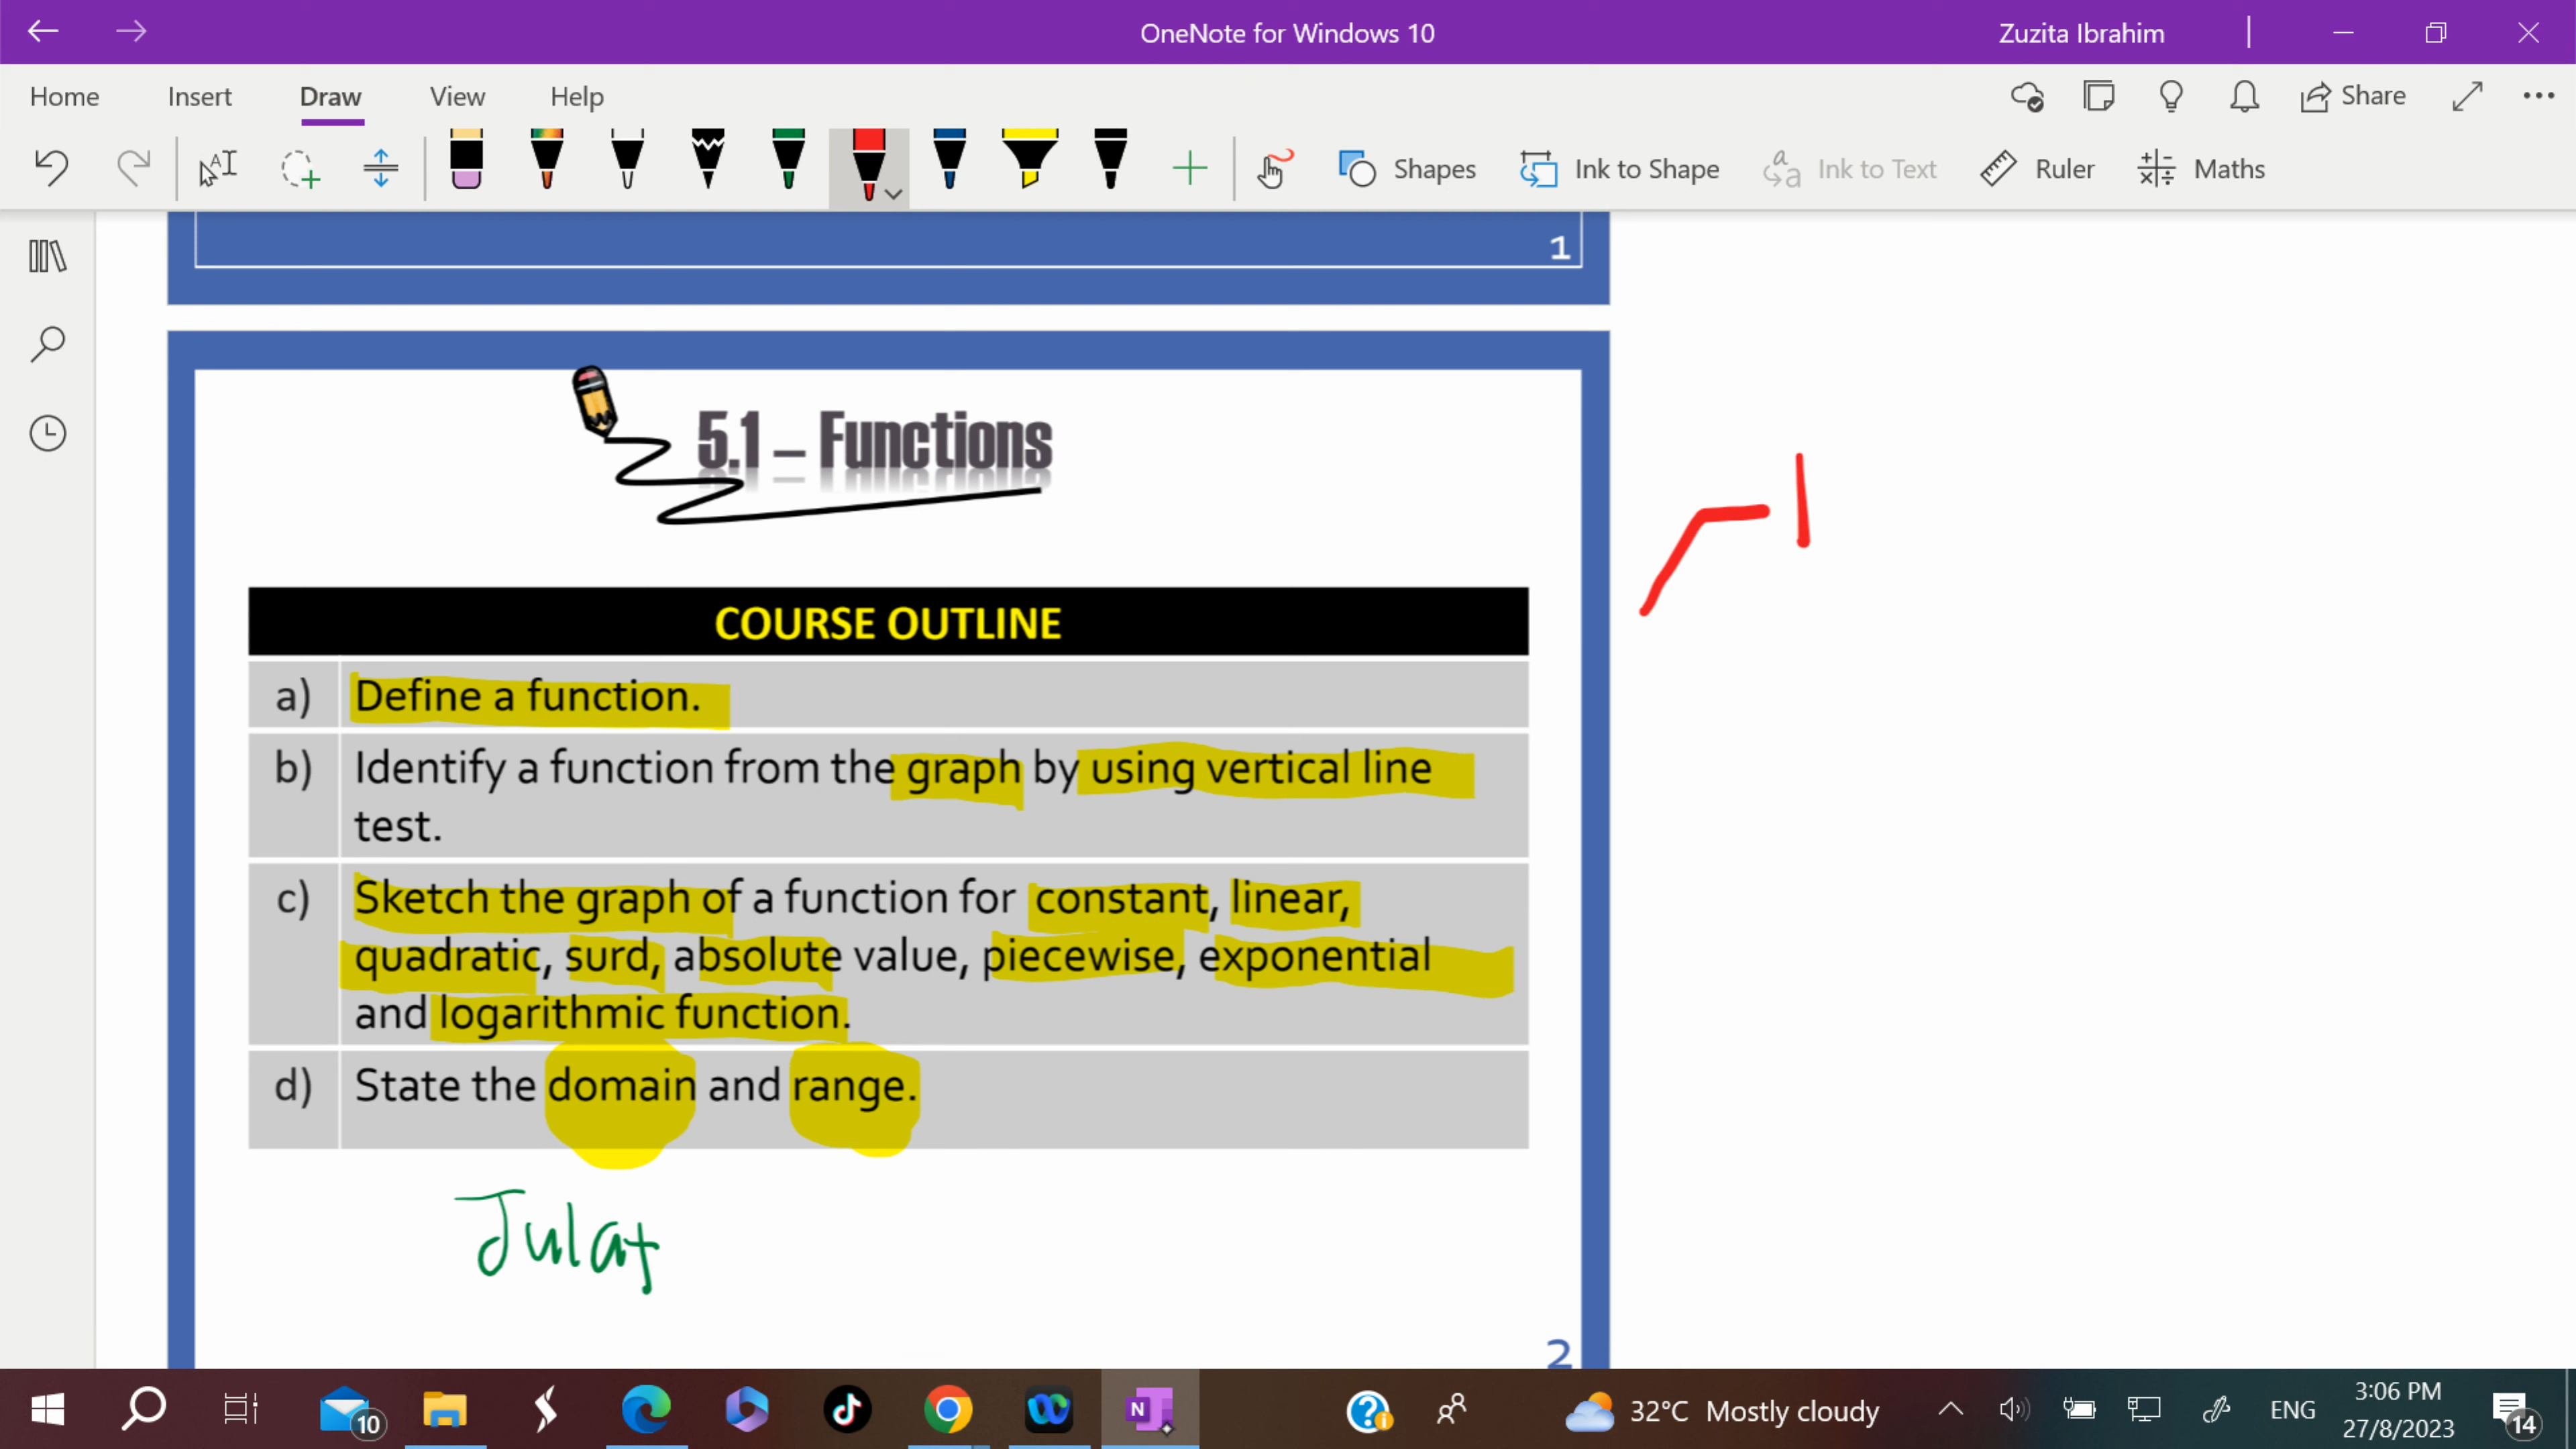 OneNote for Windows 10
Zuzita Ibrahim
Home Insert Draw View Help
Share
Shapes
Ink to Shape
Ink to Text
Ruler
Maths
1
5.1 – Functions
COURSE OUTLINE
a) Define a function.
b) Identify a function from the graph by using vertical line
test.
c) Sketch the graph of a function for constant, linear,
quadratic, surd, absolute value, piecewise, exponential
and logarithmic function.
d) State the domain and range.
Julat
2
10
32°C Mostly cloudy
ENG
3:06 PM
27/8/2023
14